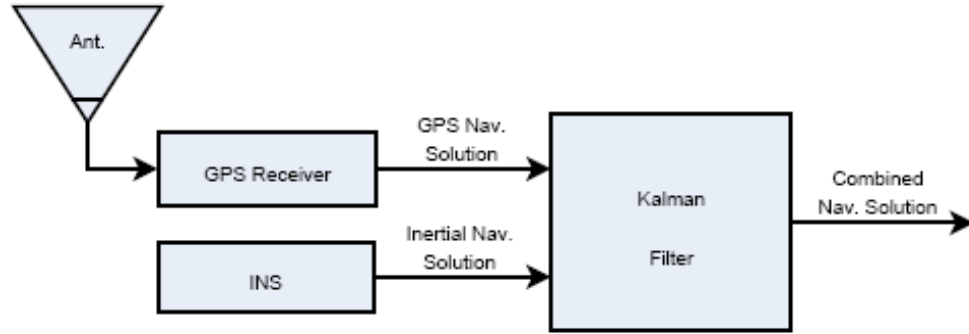 Ant.
GPS Receiver
GPS Nav.
Solution
INS
Inertial Nav.
Solution
Kalman
Filter
Combined
Nav. Solution